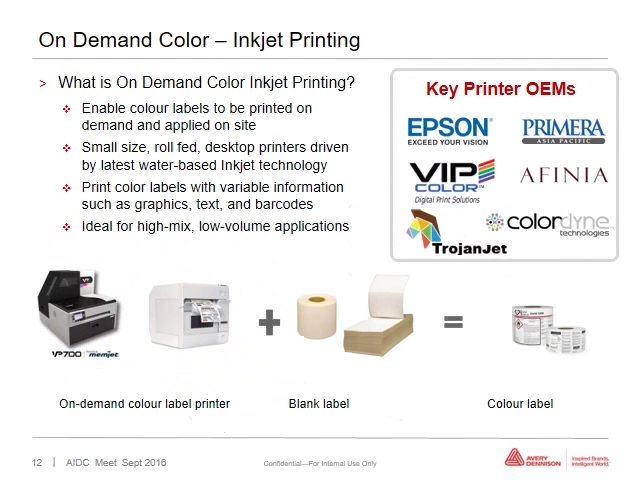 On Demand Color – Inkjet Printing
> What is On Demand Color Inkjet Printing?
Enable colour labels to be printed on
demand and applied on site
Small size, roll fed, desktop printers driven
by latest water-based Inkjet technology
Print color labels with variable information
such as graphics, text, and barcodes
Ideal for high-mix, low-volume applications
Key Printer OEMs
EPSON®
EXCEED YOUR VISION
PRIMERA
ASIA PACIFIC
VIP
COLOR™
Digital Print Solutions
AFINIA
TrojanJet
colordyne
technologies
VP700
memjet
+
=
On-demand colour label printer
Blank label
Colour label
12 | AIDC Meet Sept 2016
Confidential—For Internal Use Only
AVERY
DENNISON
Inspired Brands.
Intelligent World.